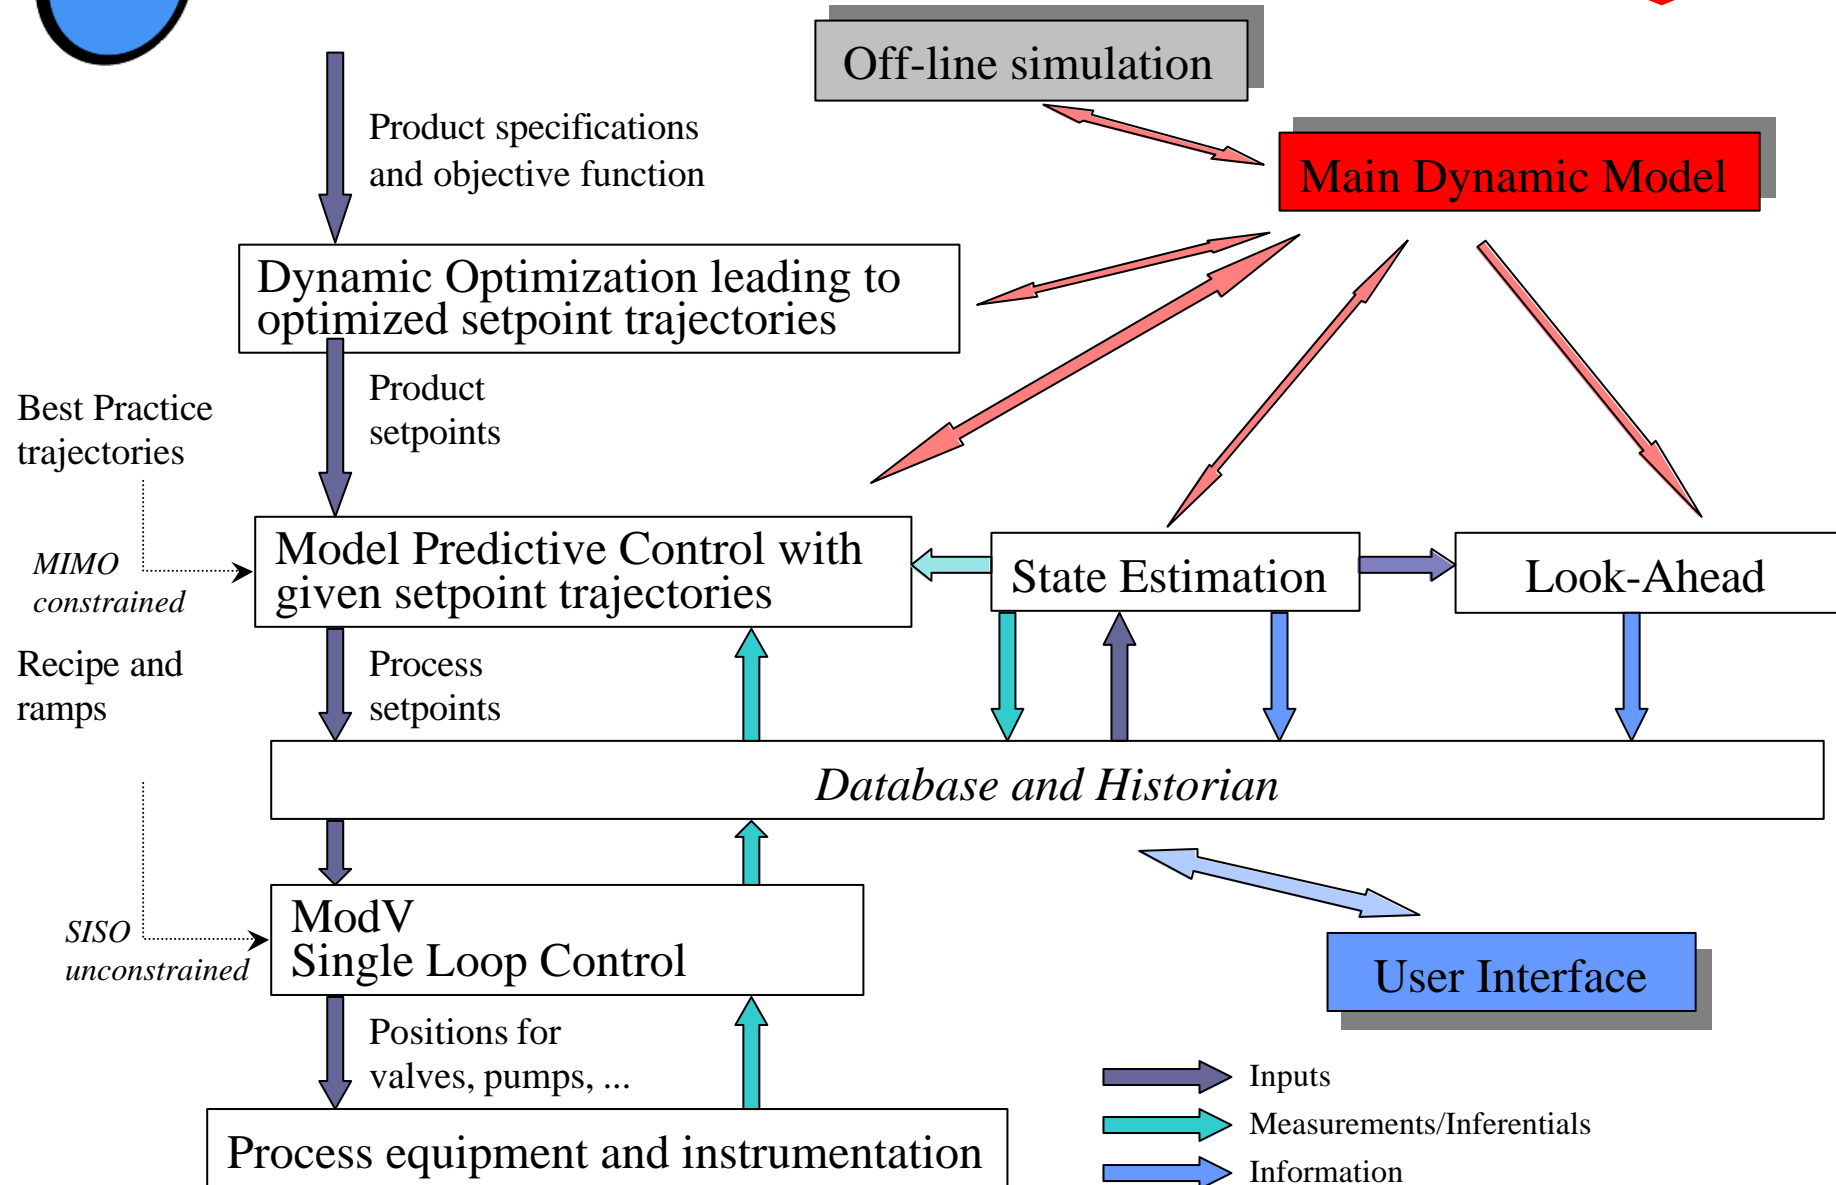 Off-line simulation
Product specifications
and objective function
Main Dynamic Model
Dynamic Optimization leading to
optimized setpoint trajectories
Product
setpoints
Best Practice
trajectories
Model Predictive Control with
given setpoint trajectories
State Estimation
Look-Ahead
MIMO
constrained
Recipe and
ramps
Process
setpoints
Database and Historian
ModV
Single Loop Control
SISO
unconstrained
User Interface
Positions for
valves, pumps, ...
Inputs
Measurements/Inferentials
Process equipment and instrumentation
Information